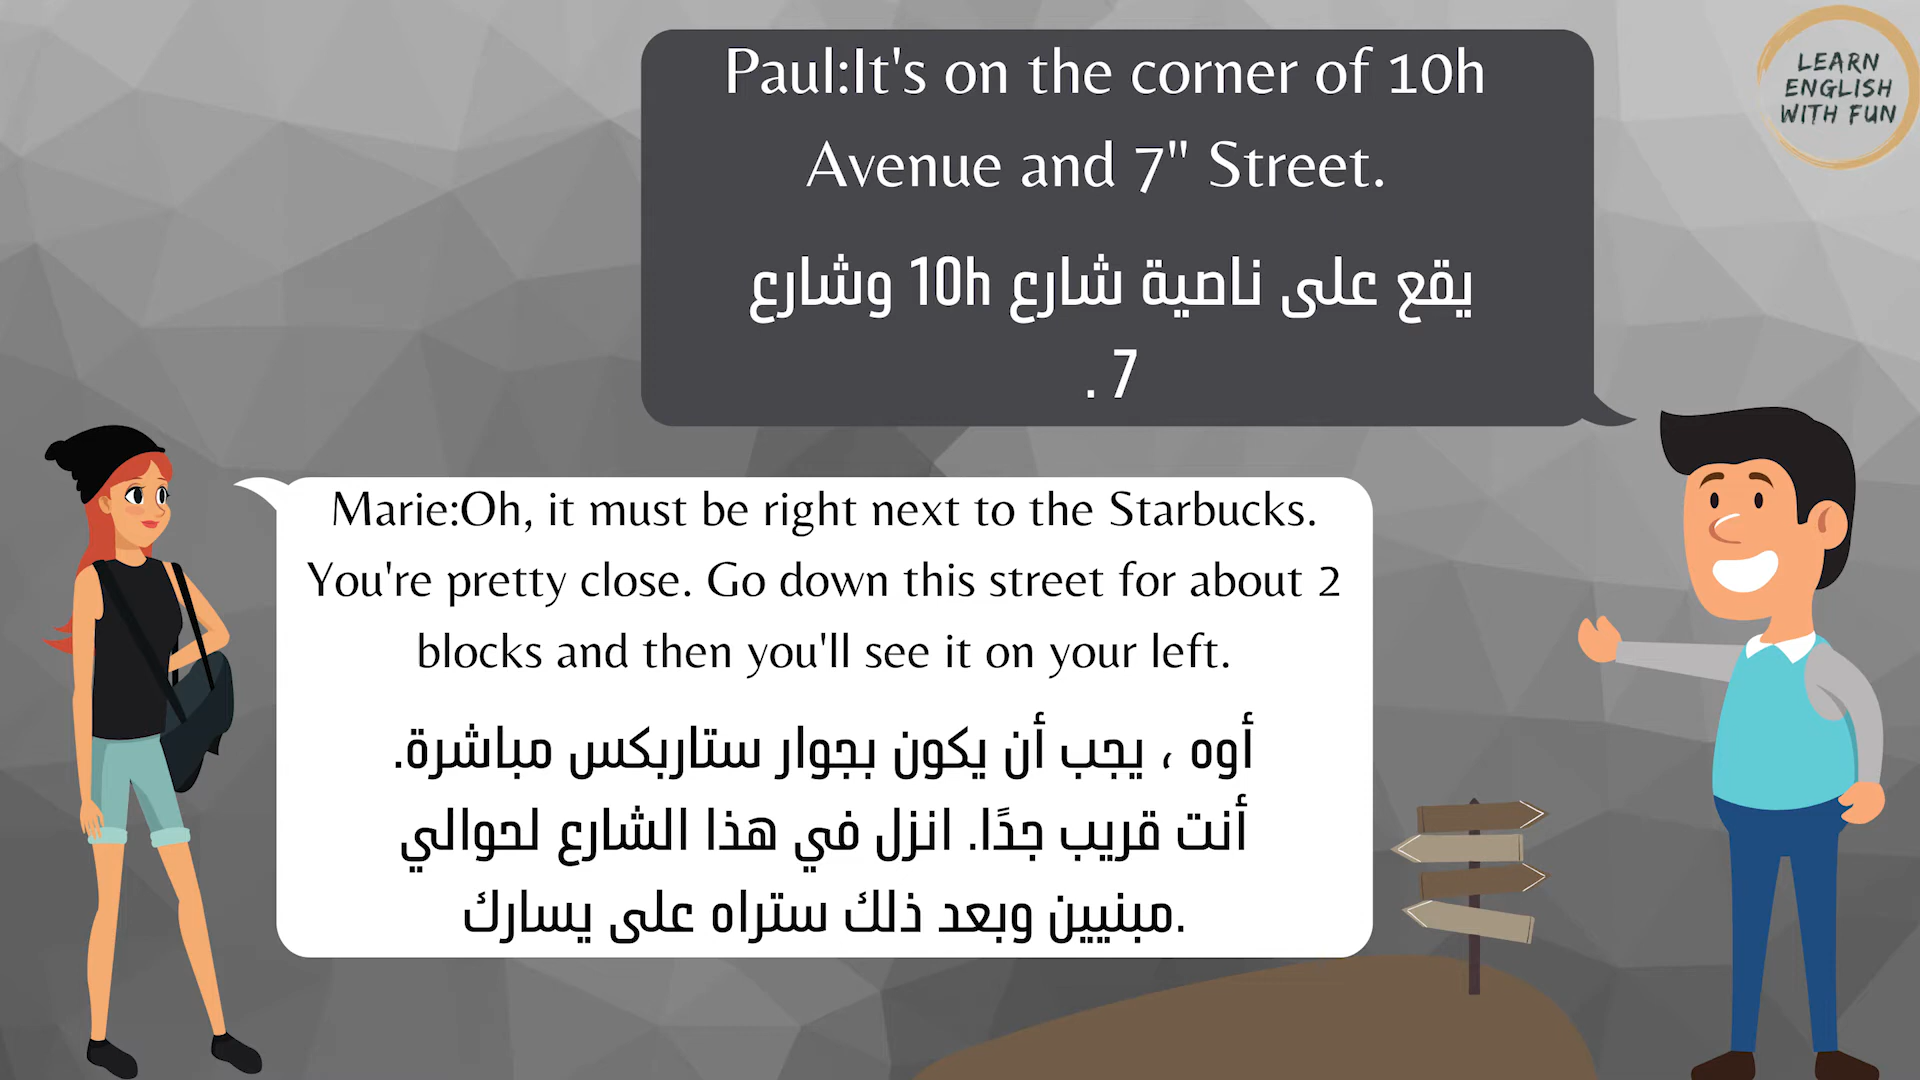 Paul:It's on the corner of 10h
Avenue and 7" Street.
يقع على ناصية شارع 10h وشارع
7 .
LEARN
ENGLISH
WITH FUN
Marie:Oh, it must be right next to the Starbucks.
You're pretty close. Go down this street for about 2
blocks and then you'll see it on your left.
أوه ، يجب أن يكون بجوار ستاربكس مباشرة.
أنت قريب جدًا. انزل في هذا الشارع لحوالي
.مبنيين وبعد ذلك ستراه على يسارك